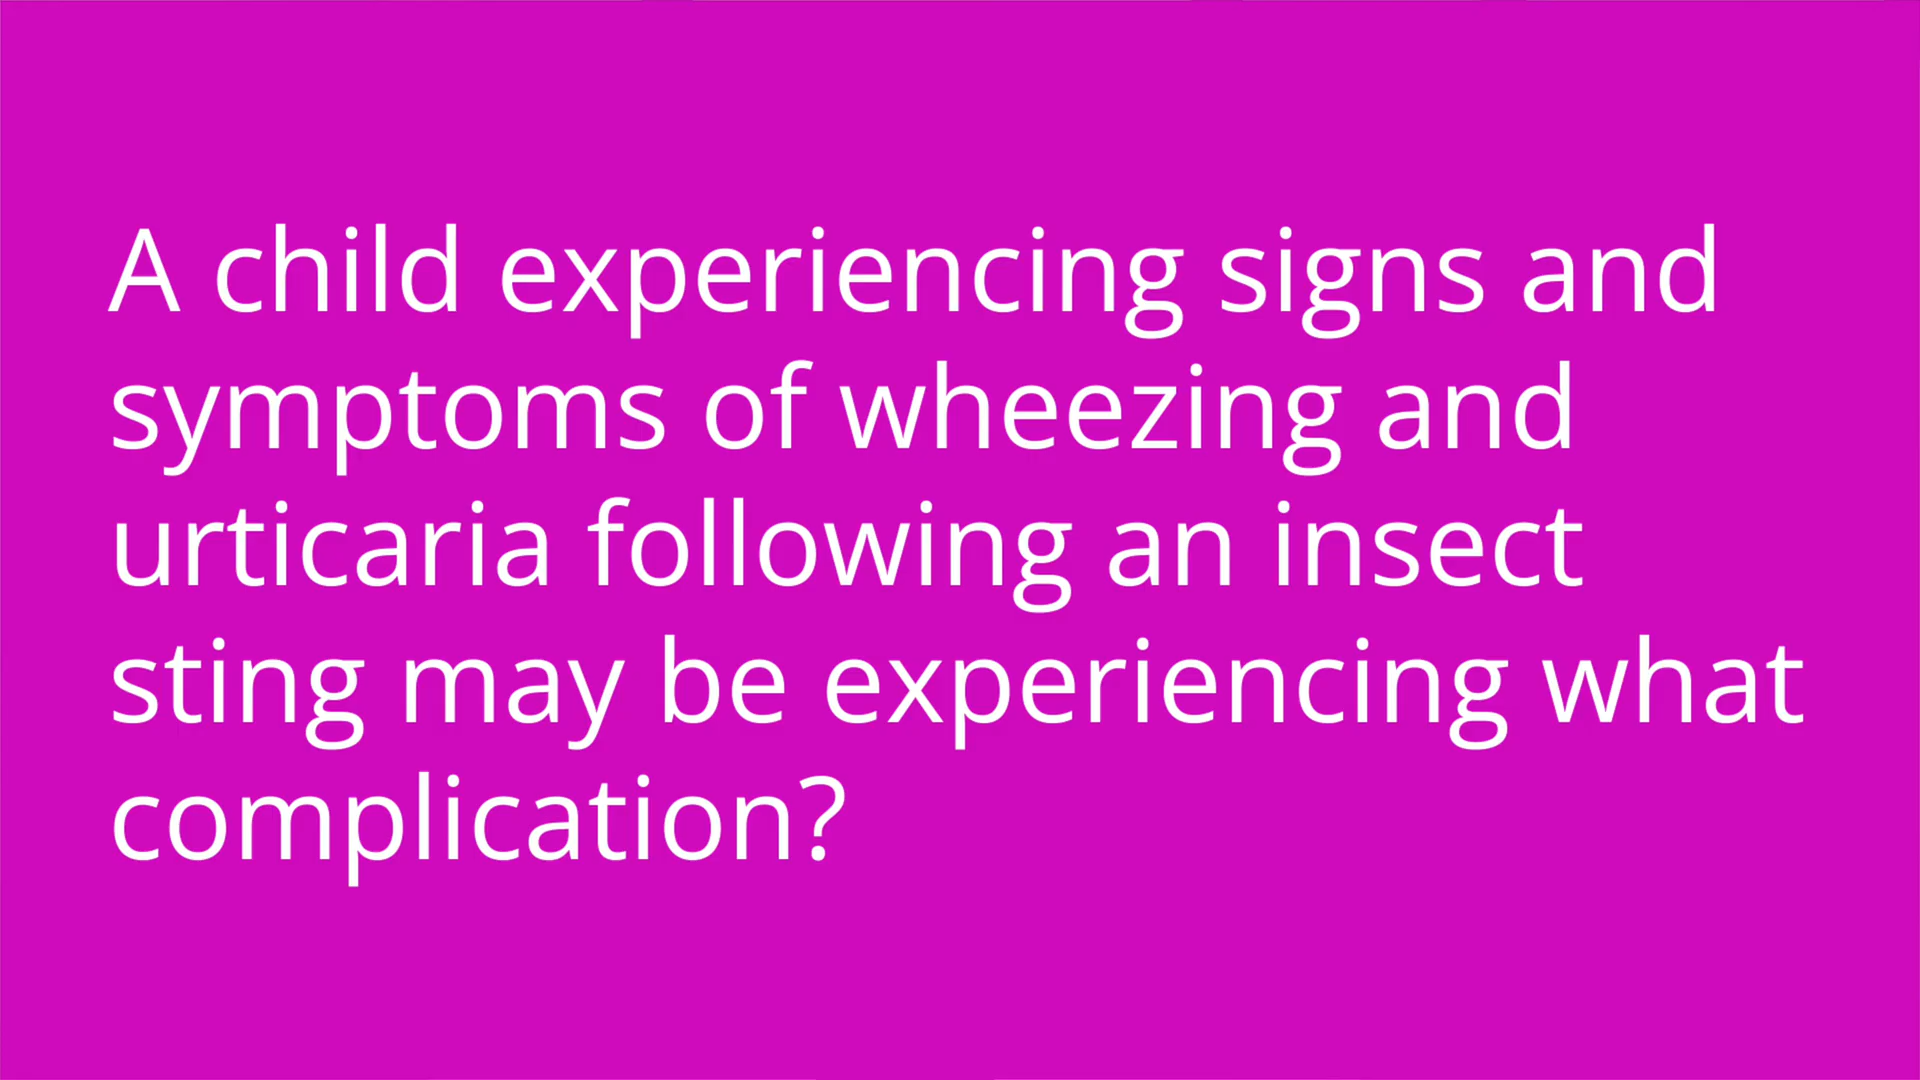 A child experiencing signs and
symptoms of wheezing and
urticaria following an insect
sting may be experiencing what
complication?